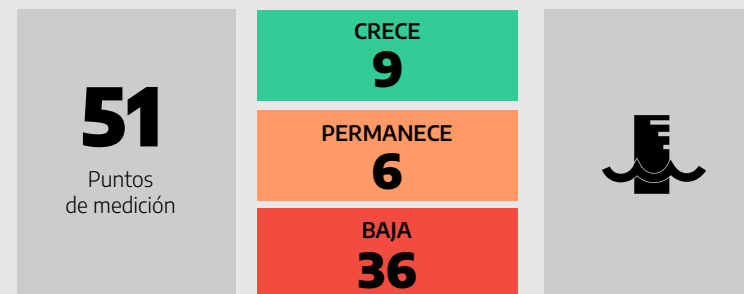 51
Puntos
de medición
CRECE
9
PERMANECE
6
BAJA
36